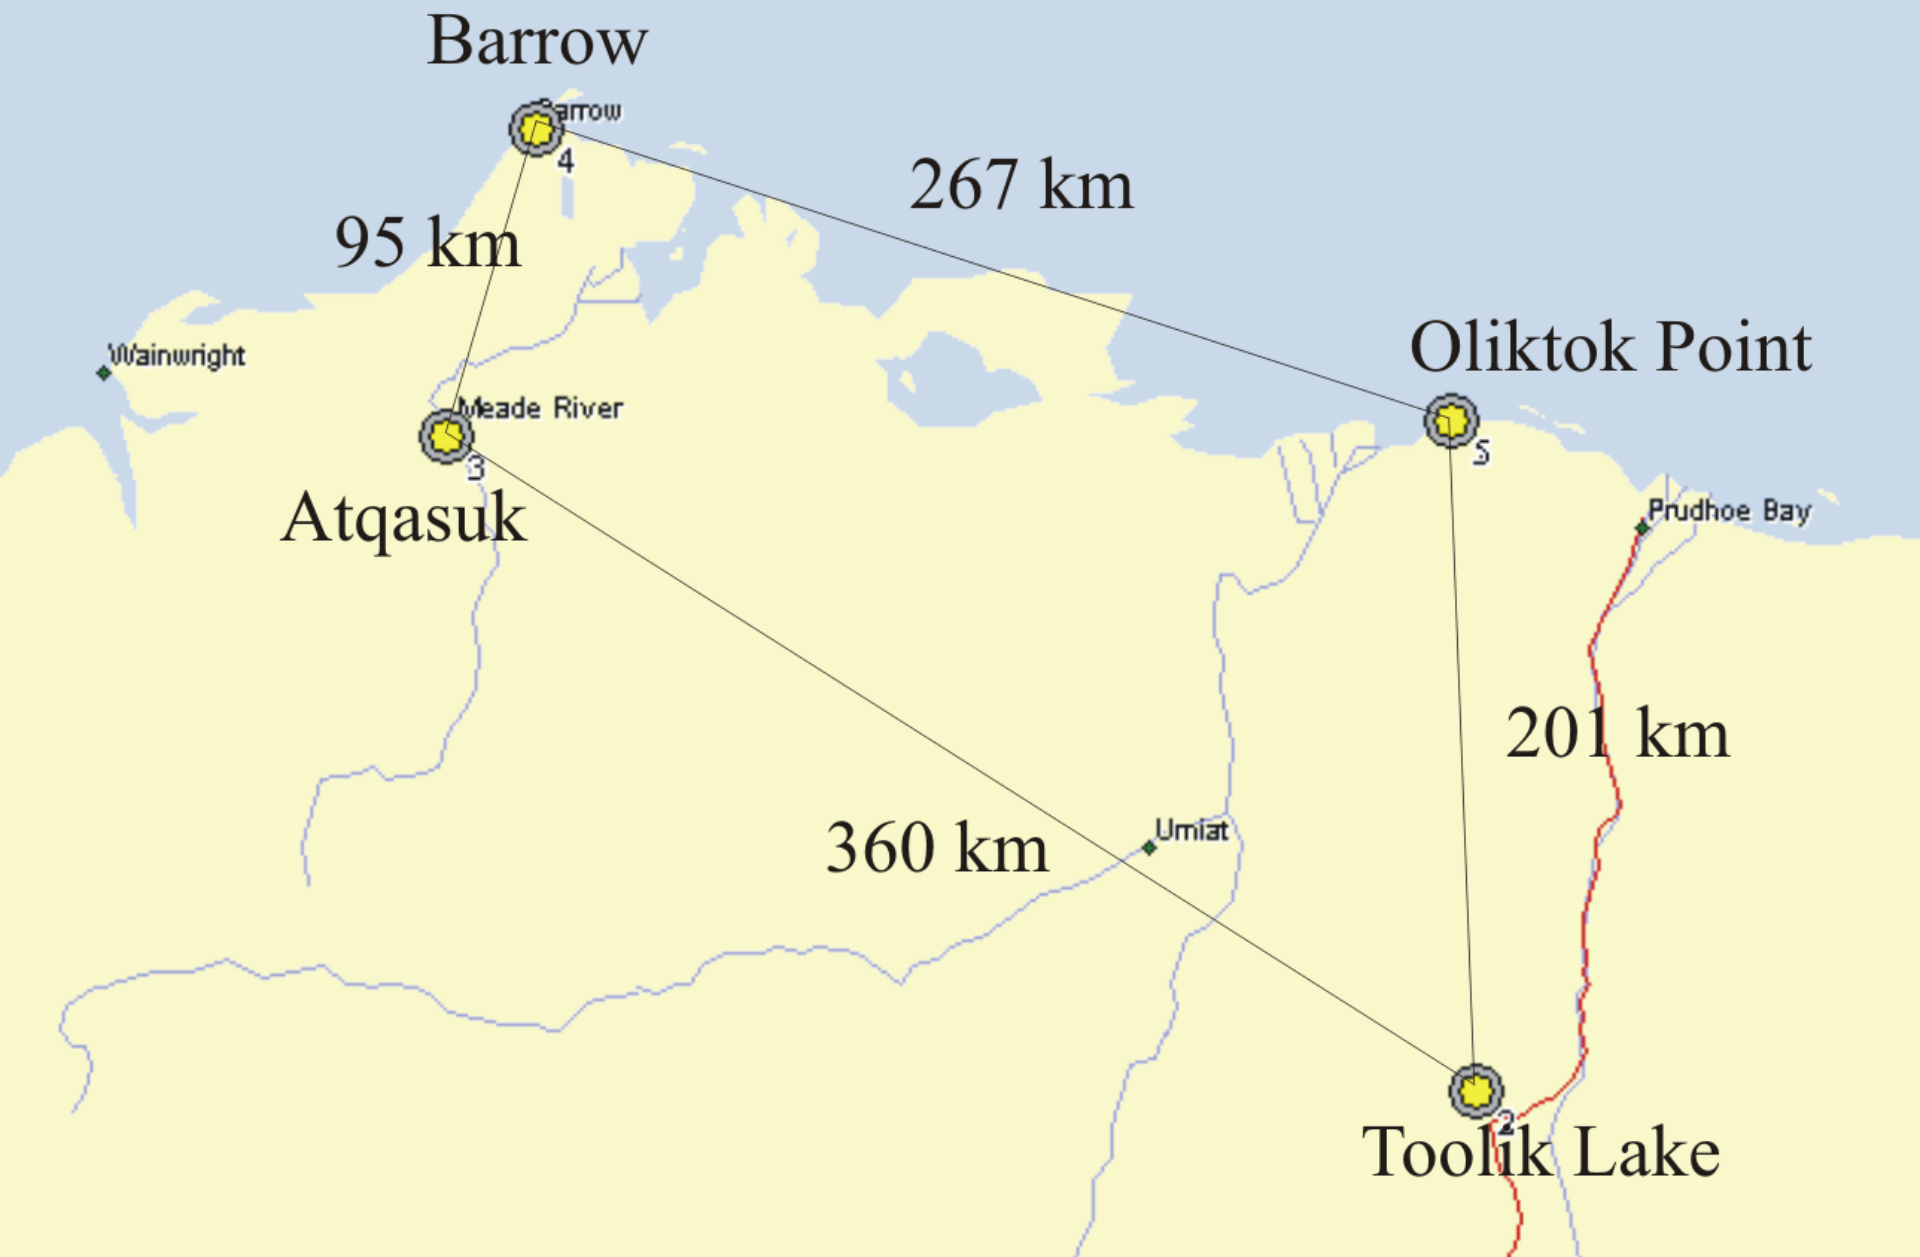 Barrow
Barrow
4
267 km
95 km
Oliktok Point
Wainwright
Meade River
3
5
Atqasuk
Prudhoe Bay
201 km
Umiat
360 km
2
Toolik Lake